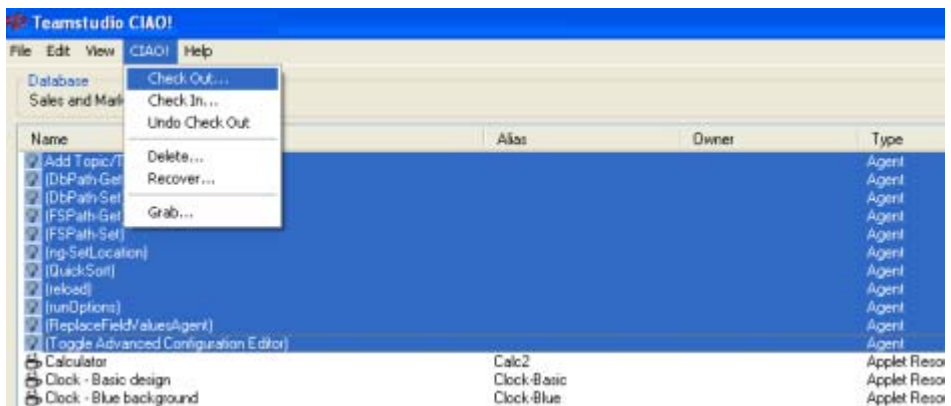 Teamstudio CIAO!
File Edit View CIAO! Help
Database
Sales and Mark
Check Out...
Check In...
Undo Check Out
Delete...
Recover...
Grab...
Name Alias Owner Type
Add Topic/T Agent
(DbPath-Get Agent
(DbPath-Set Agent
(FSPath-Get Agent
(FSPath-Set) Agent
(ng-SetLocation) Agent
(QuickSort) Agent
(reload) Agent
(runOptions) Agent
(ReplaceFieldValuesAgent) Agent
(Toggle Advanced Configuration Editor) Agent
Calculator Calc2 Applet Resou
Clock - Basic design Clock-Basic Applet Resou
Clock - Blue background Clock-Blue Applet Resou